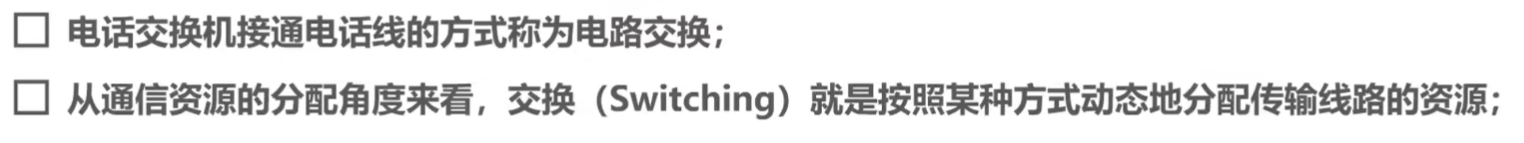 □ 电话交换机接通电话线的方式称为电路交换；
□ 从通信资源的分配角度来看，交换（Switching）就是按照某种方式动态地分配传输线路的资源；